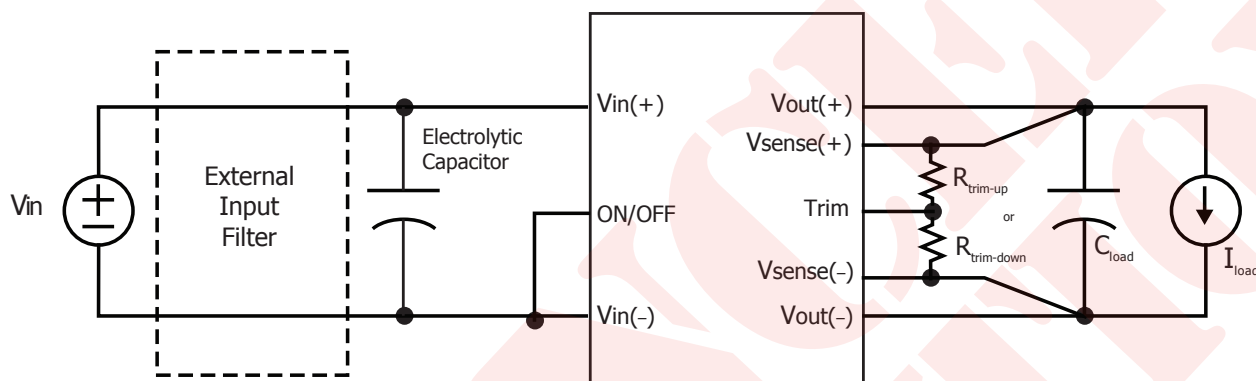 Vin
External
Input
Filter
Electrolytic
Capacitor
Vin(+)
ON/OFF
Vin(–)
Vout(+)
Vsense(+)
Trim
Vsense(–)
Vout(–)
Rtrim-up
or
Rtrim-down
Cload
Iload